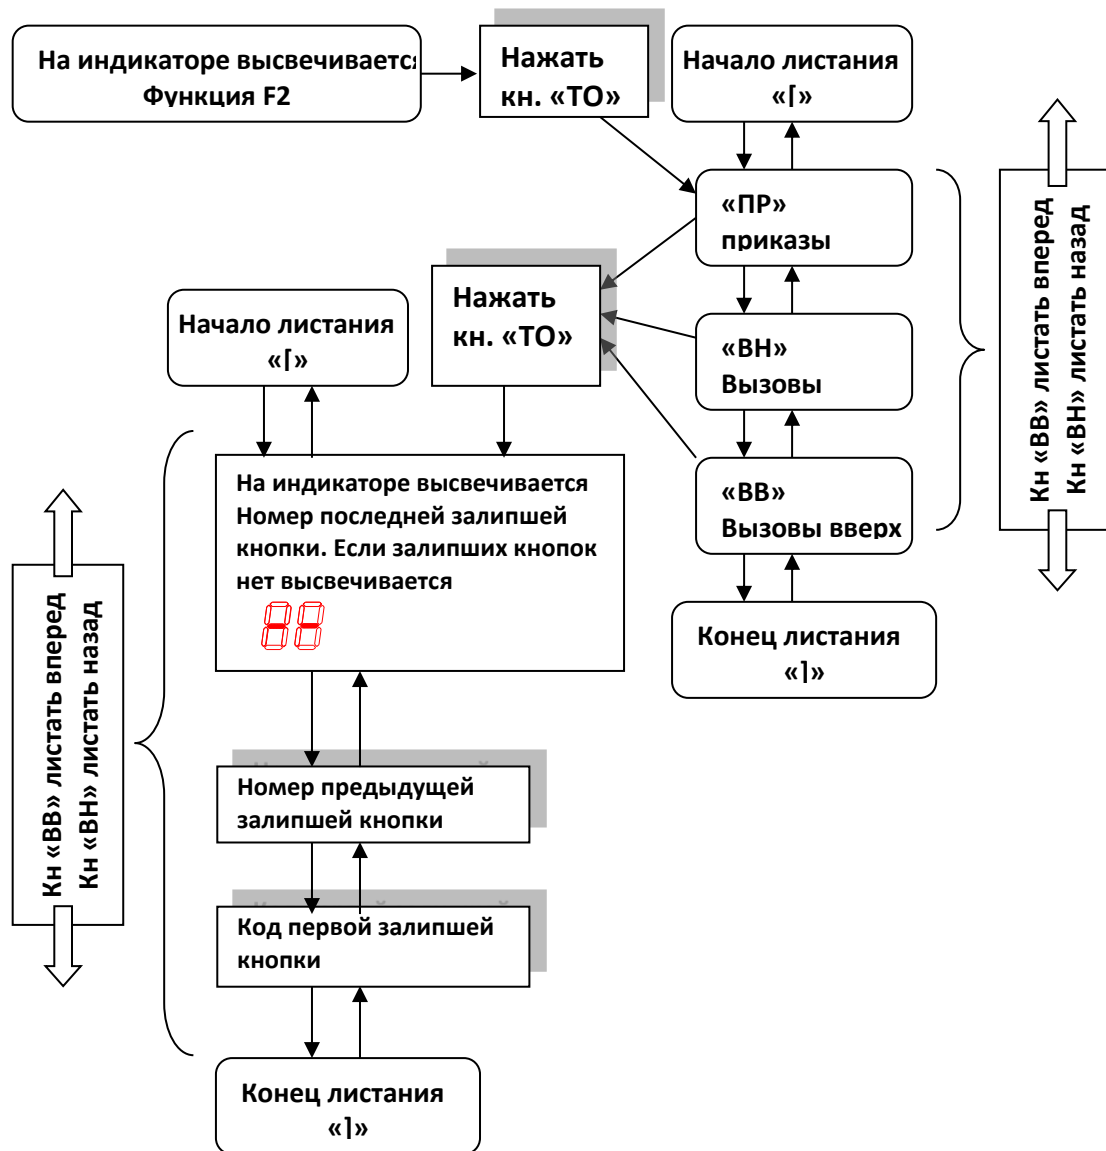 На индикаторе высвечивается
Функция F2
Нажать
кн. «ТО»
Начало листания
«⌈»
«ПР»
приказы
Нажать
кн. «ТО»
«ВН»
Вызовы
«ВВ»
Вызовы вверх
Конец листания
«⌉»
Кн «ВВ» листать вперед
Кн «ВН» листать назад
Начало листания
«⌈»
На индикаторе высвечивается
Номер последней залипшей
кнопки. Если залипших кнопок
нет высвечивается
--
Номер предыдущей
залипшей кнопки
Код первой залипшей
кнопки
Конец листания
«⌉»
Кн «ВВ» листать вперед
Кн «ВН» листать назад